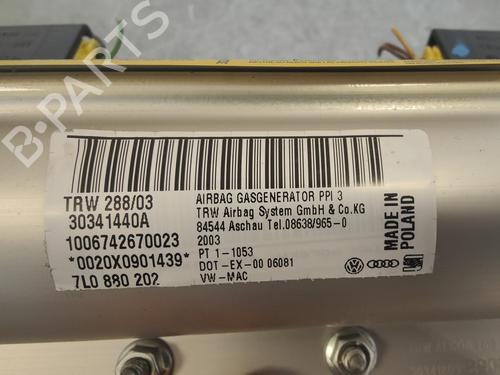 B-Parts
TRW 288/03
30341440A
1006742670023
*0020X0901439*
7L0 880 202
AIRBAG GASGENERATOR PPI 3
TRW Airbag System GmbH & Co.KG
84544 Aschau Tel.08638/965-0
2003
PT 1-1053
DOT-EX-00 06081
VW-MAC
MADE IN
POLAND